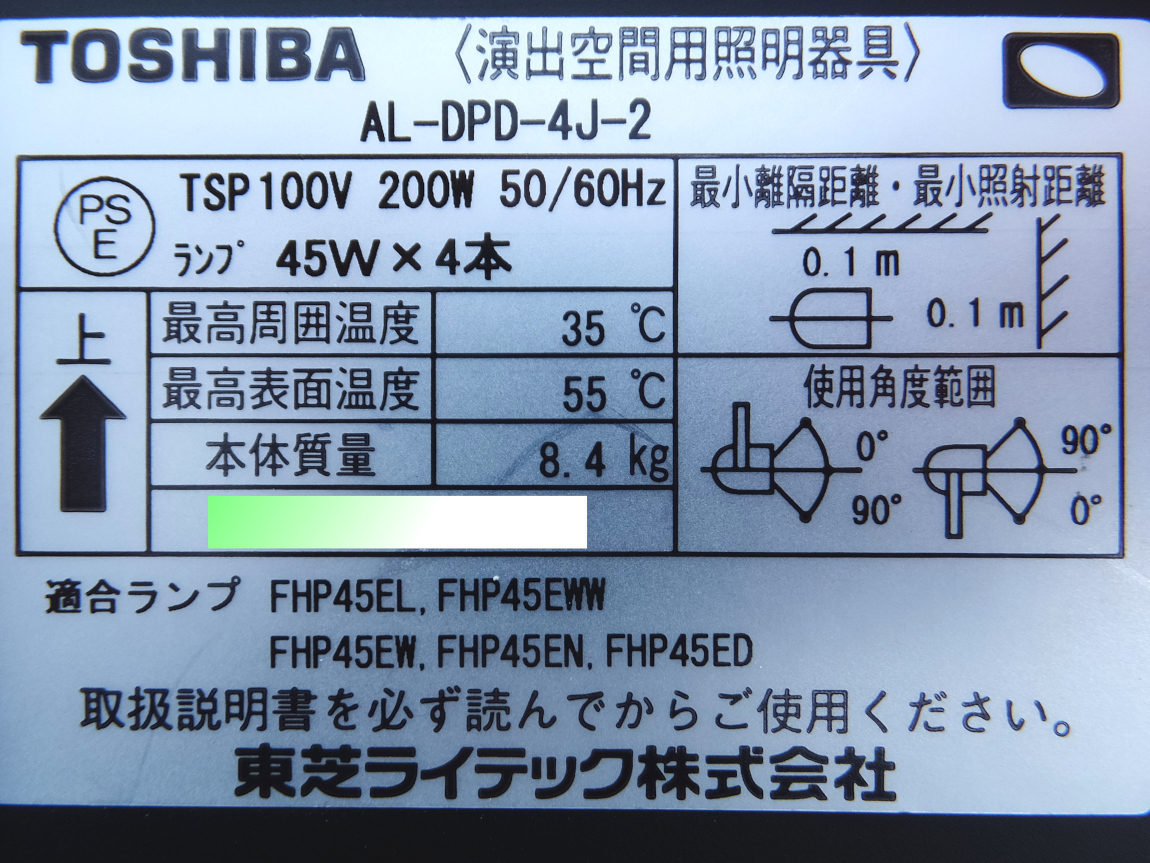 TOSHIBA 〈演出空間用照明器具〉
AL-DPD-4J-2
PS
E
TSP 100V 200W 50/60Hz
ランプ 45W×4本
最小離隔距離・最小照射距離
0.1m
0.1m
上
最高周囲温度 35℃
最高表面温度 55℃
本体質量 8.4kg
使用角度範囲
0° 90°
90° 0°
適合ランプ FHP45EL, FHP45EWW
FHP45EW, FHP45EN, FHP45ED
取扱説明書を必ず読んでからご使用ください。
東芝ライテック株式会社